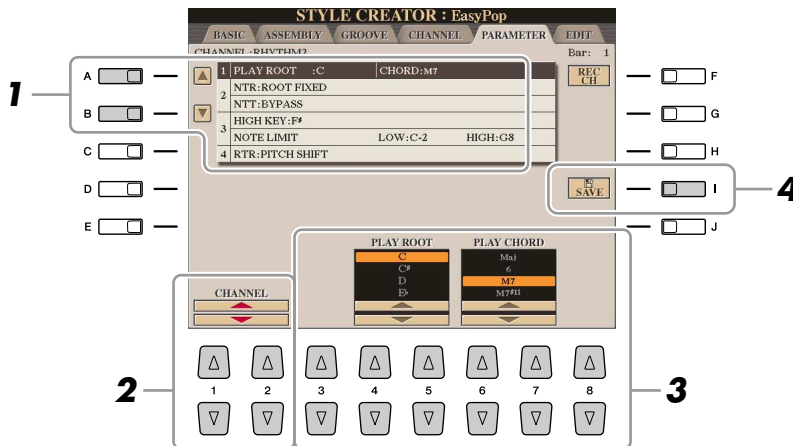 STYLE CREATOR : EasyPop
BASIC ASSEMBLY GROOVE CHANNEL PARAMETER EDIT
CHANNEL:RHYTHM2 Bar: 1
1 PLAY ROOT :C CHORD:M7
2 NTR:ROOT FIXED
NTT:BYPASS
3 HIGH KEY:F♯
NOTE LIMIT LOW:C-2 HIGH:G8
4 RTR:PITCH SHIFT
REC CH
SAVE
A
B
C
D
E
F
G
H
I
J
1
4
PLAY ROOT PLAY CHORD
C Maj
C♯ 6
D M7
E♭ M7♯11
CHANNEL
1 2 3 4 5 6 7 8
2
3